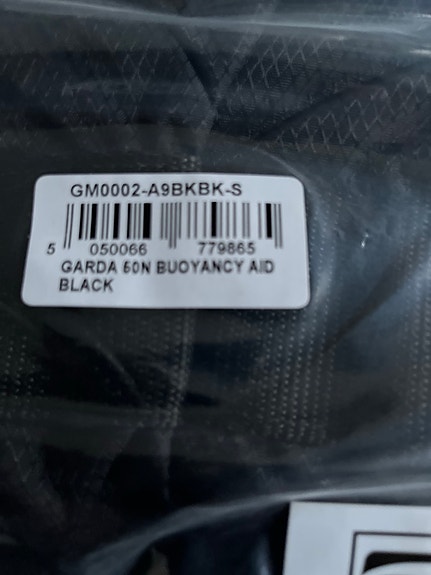 GM0002-A9BKBK-S
5 050066 779865
GARDA 50N BUOYANCY AID
BLACK